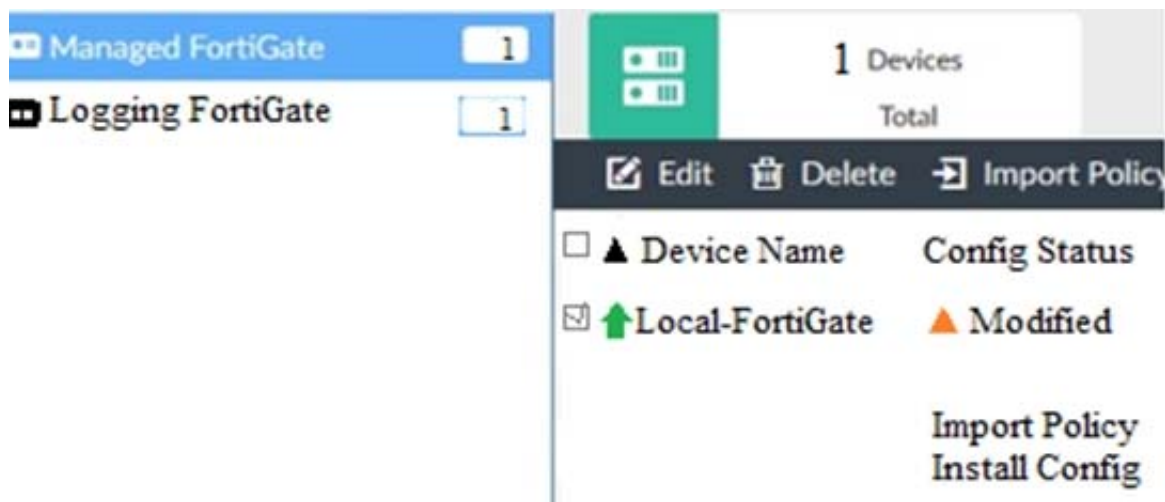 Managed FortiGate 1
Logging FortiGate 1
1 Devices
Total
Edit Delete Import Policy
Device Name Config Status
Local-FortiGate Modified
Import Policy
Install Config